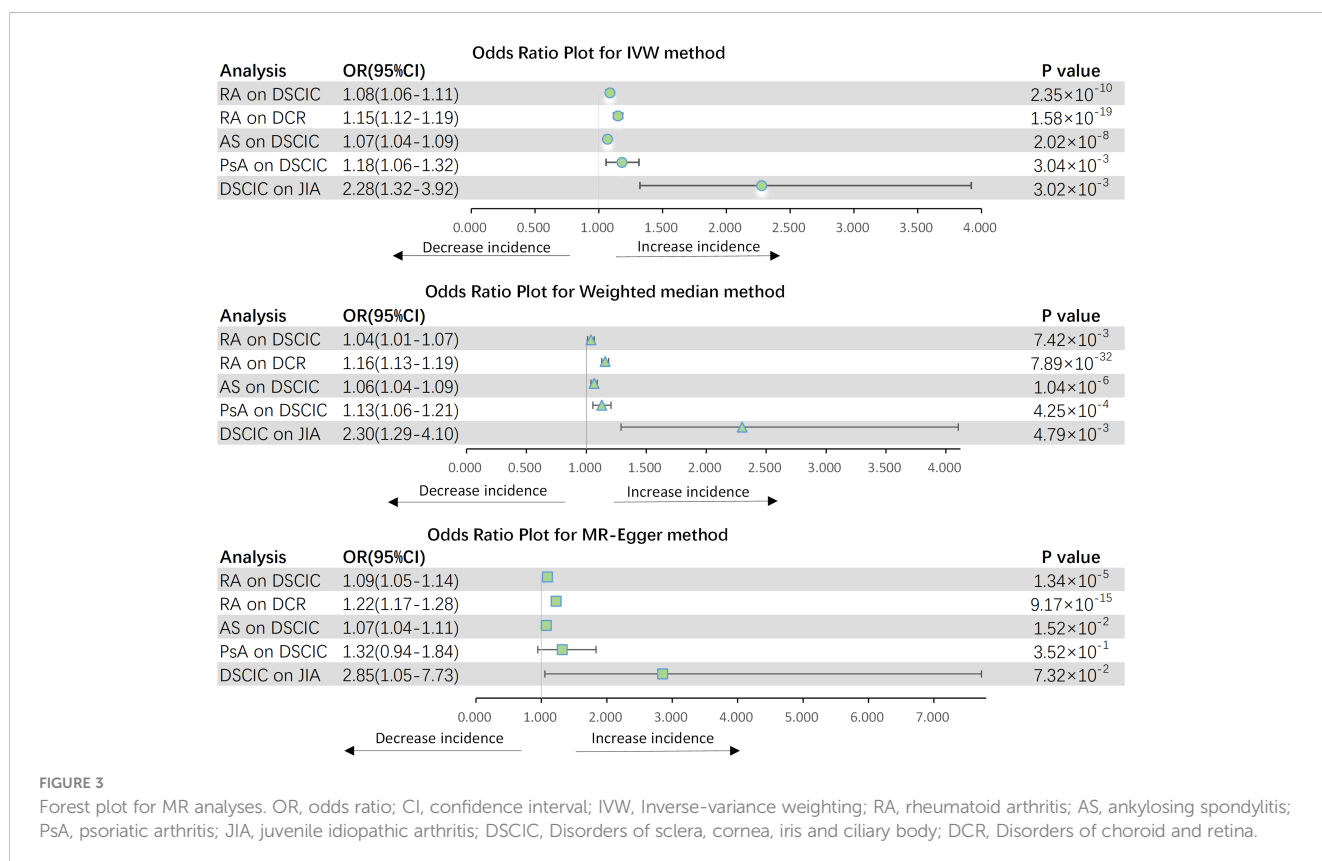 Odds Ratio Plot for IVW method
Analysis OR(95%CI) P value
RA on DSCIC 1.08(1.06-1.11) 2.35×10⁻¹⁰
RA on DCR 1.15(1.12-1.19) 1.58×10⁻¹⁹
AS on DSCIC 1.07(1.04-1.09) 2.02×10⁻⁸
PsA on DSCIC 1.18(1.06-1.32) 3.04×10⁻³
DSCIC on JIA 2.28(1.32-3.92) 3.02×10⁻³
0.000 0.500 1.000 1.500 2.000 2.500 3.000 3.500 4.000
Decrease incidence Increase incidence
Odds Ratio Plot for Weighted median method
Analysis OR(95%CI) P value
RA on DSCIC 1.04(1.01-1.07) 7.42×10⁻³
RA on DCR 1.16(1.13-1.19) 7.89×10⁻³²
AS on DSCIC 1.06(1.04-1.09) 1.04×10⁻⁶
PsA on DSCIC 1.13(1.06-1.21) 4.25×10⁻⁴
DSCIC on JIA 2.30(1.29-4.10) 4.79×10⁻³
0.000 0.500 1.000 1.500 2.000 2.500 3.000 3.500 4.000
Decrease incidence Increase incidence
Odds Ratio Plot for MR-Egger method
Analysis OR(95%CI) P value
RA on DSCIC 1.09(1.05-1.14) 1.34×10⁻⁵
RA on DCR 1.22(1.17-1.28) 9.17×10⁻¹⁵
AS on DSCIC 1.07(1.04-1.11) 1.52×10⁻²
PsA on DSCIC 1.32(0.94-1.84) 3.52×10⁻¹
DSCIC on JIA 2.85(1.05-7.73) 7.32×10⁻²
0.000 1.000 2.000 3.000 4.000 5.000 6.000 7.000
Decrease incidence Increase incidence
FIGURE 3
Forest plot for MR analyses. OR, odds ratio; CI, confidence interval; IVW, Inverse-variance weighting; RA, rheumatoid arthritis; AS, ankylosing spondylitis;
PsA, psoriatic arthritis; JIA, juvenile idiopathic arthritis; DSCIC, Disorders of sclera, cornea, iris and ciliary body; DCR, Disorders of choroid and retina.